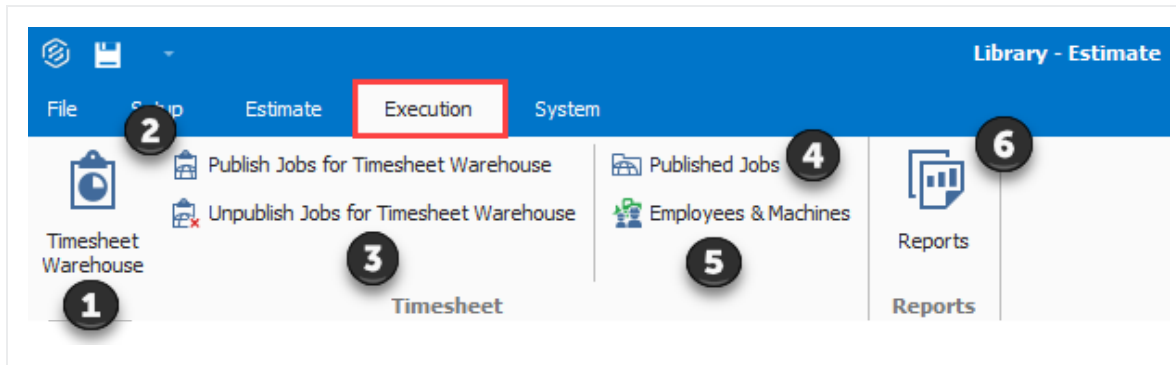 Library - Estimate
File Setup Estimate Execution System
2
Publish Jobs for Timesheet Warehouse
Published Jobs
4
6
Unpublish Jobs for Timesheet Warehouse
Employees & Machines
Timesheet
Warehouse
Reports
3
5
1
Timesheet
Reports